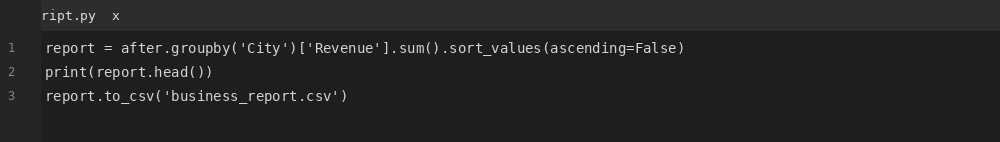 ript.py x
1 report = after.groupby('City')['Revenue'].sum().sort_values(ascending=False)
2 print(report.head())
3 report.to_csv('business_report.csv')